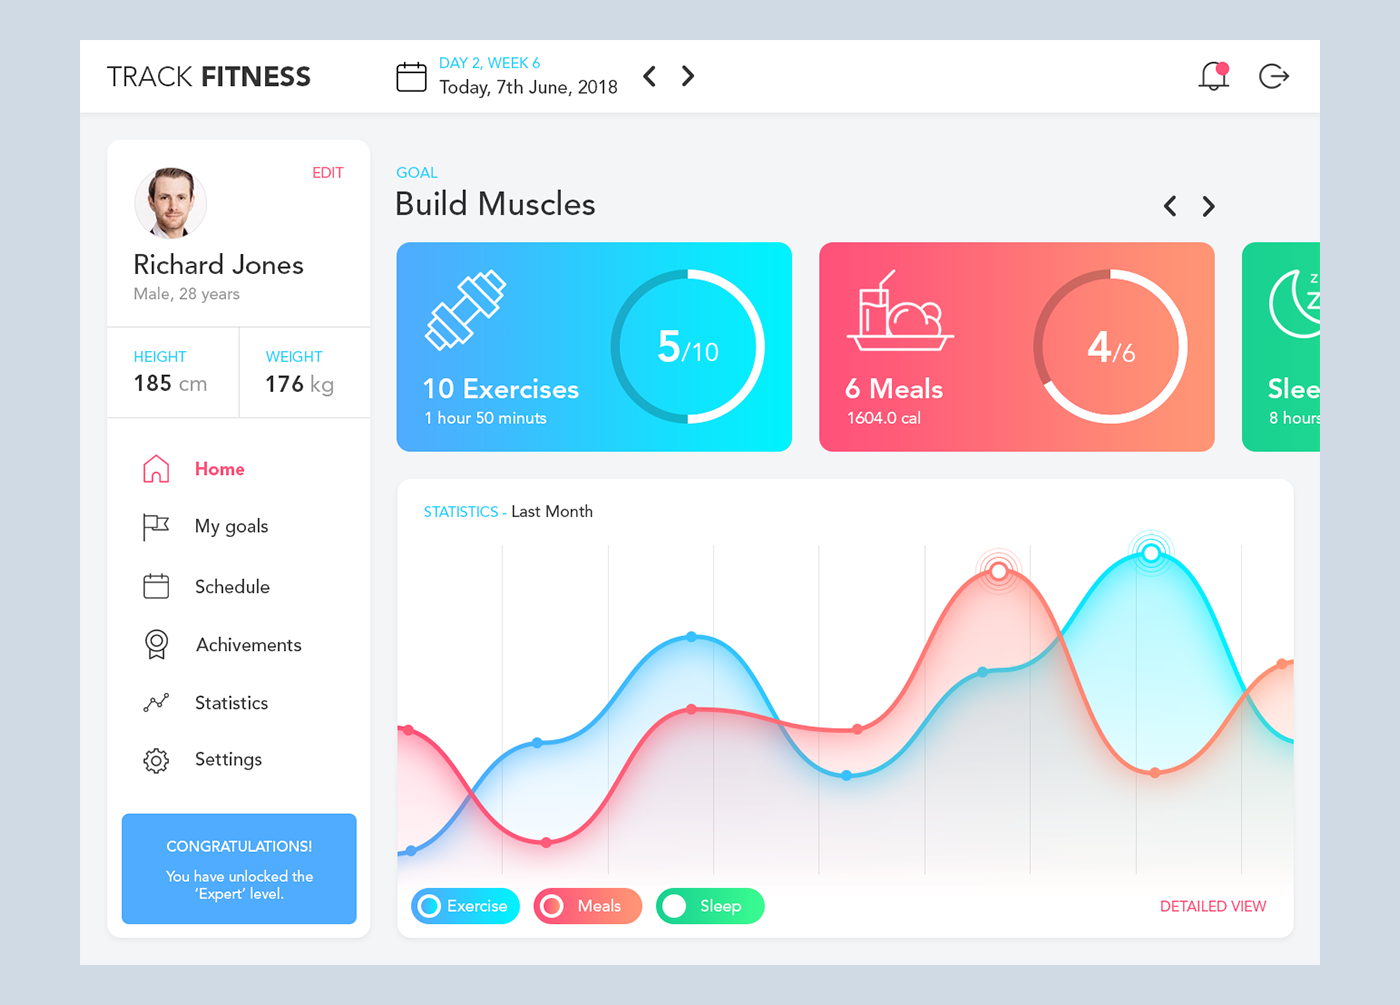 TRACK FITNESS
DAY 2, WEEK 6
Today, 7th June, 2018
EDIT
Richard Jones
Male, 28 years
HEIGHT
185 cm
WEIGHT
176 kg
Home
My goals
Schedule
Achivements
Statistics
Settings
CONGRATULATIONS!
You have unlocked the
‘Expert’ level.
GOAL
Build Muscles
5/10
10 Exercises
1 hour 50 minuts
4/6
6 Meals
1604.0 cal
z
Z
Slee
8 hours
STATISTICS - Last Month
Exercise
Meals
Sleep
DETAILED VIEW